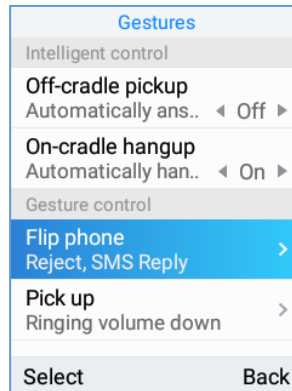 Gestures
Intelligent control
Off-cradle pickup
Automatically ans.. Off
On-cradle hangup
Automatically han.. On
Gesture control
Flip phone
Reject, SMS Reply
Pick up
Ringing volume down
Select Back